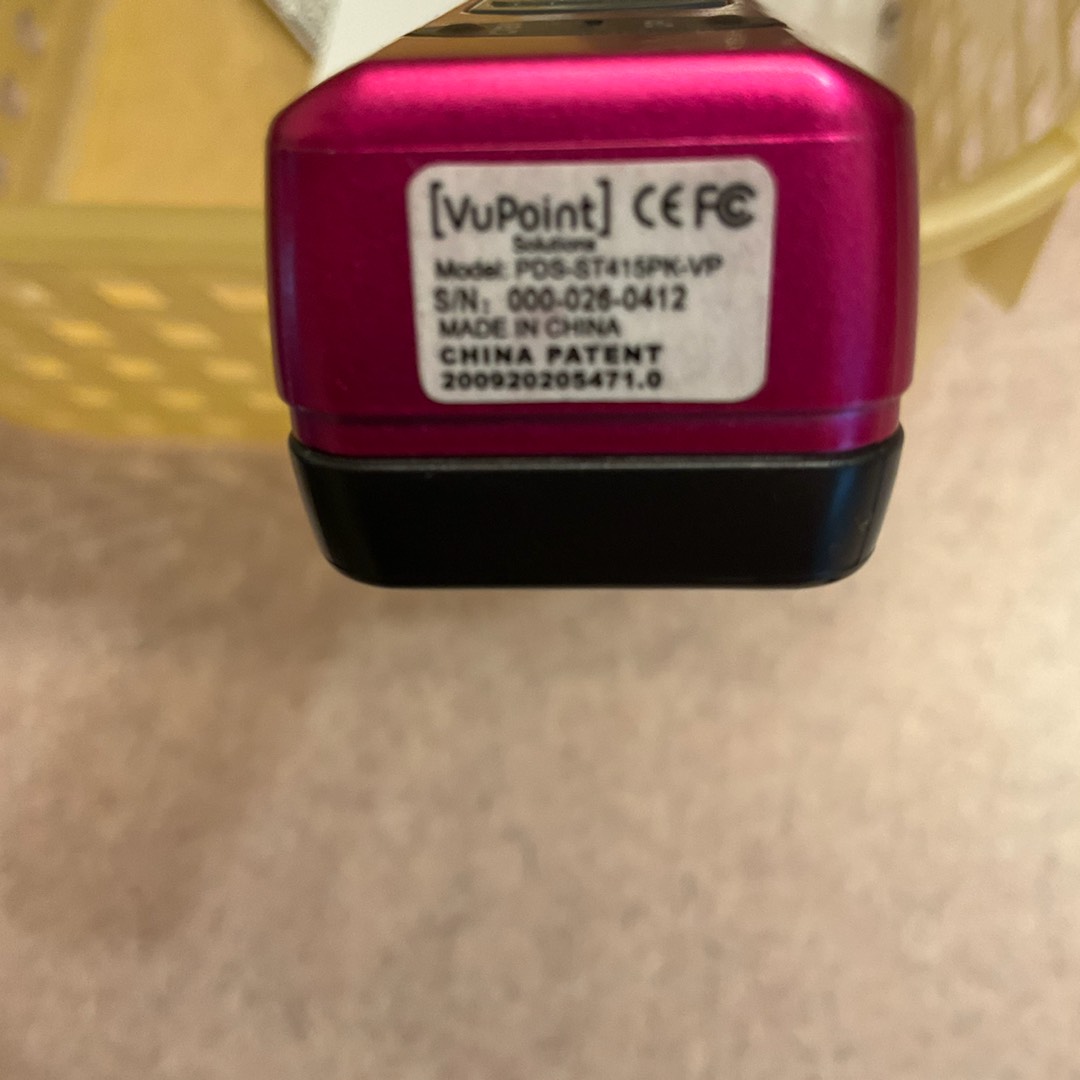 [VuPoint] CE FC
Solutions
Model: PDS-ST415PK-VP
S/N: 000-026-0412
MADE IN CHINA
CHINA PATENT
200920205471.0